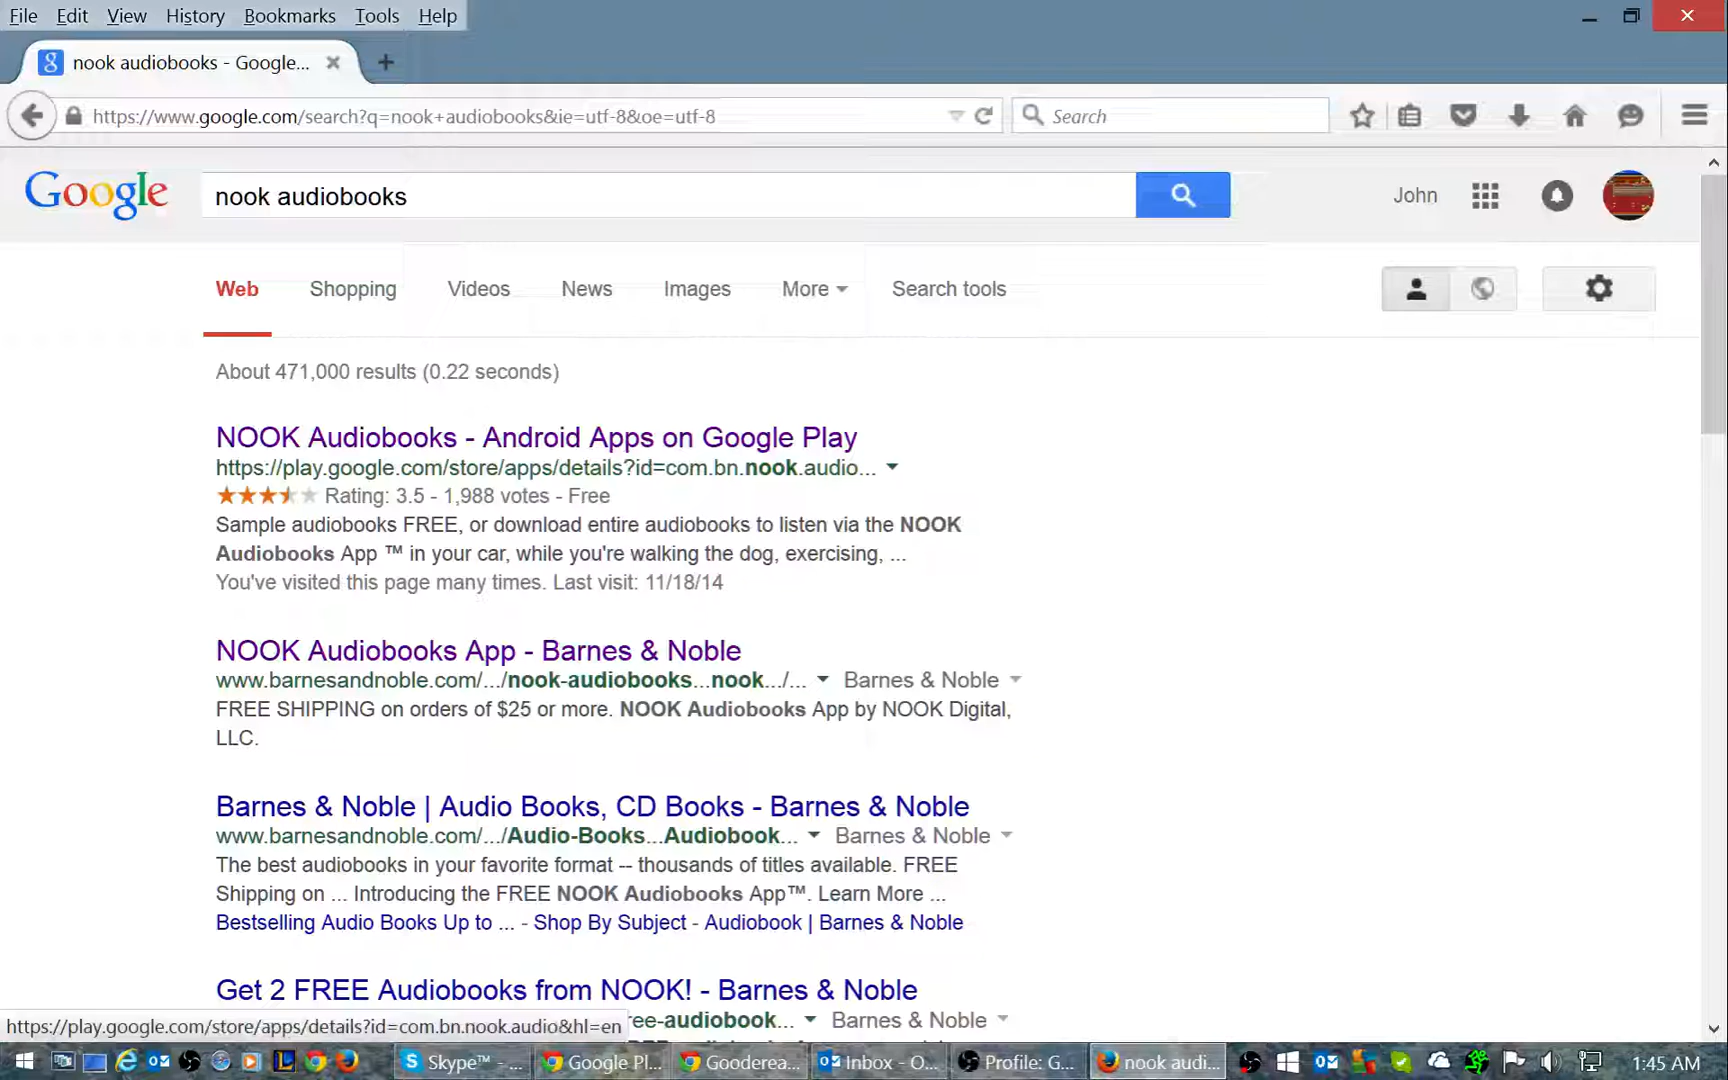 File Edit View History Bookmarks Tools Help
nook audiobooks - Google...
https://www.google.com/search?q=nook+audiobooks&ie=utf-8&oe=utf-8
Search
Google
nook audiobooks
John
Web Shopping Videos News Images More Search tools
About 471,000 results (0.22 seconds)
NOOK Audiobooks - Android Apps on Google Play
https://play.google.com/store/apps/details?id=com.bn.nook.audio...
Rating: 3.5 - 1,988 votes - Free
Sample audiobooks FREE, or download entire audiobooks to listen via the NOOK
Audiobooks App ™ in your car, while you're walking the dog, exercising, ...
You've visited this page many times. Last visit: 11/18/14
NOOK Audiobooks App - Barnes & Noble
www.barnesandnoble.com/.../nook-audiobooks...nook.../... Barnes & Noble
FREE SHIPPING on orders of $25 or more. NOOK Audiobooks App by NOOK Digital,
LLC.
Barnes & Noble | Audio Books, CD Books - Barnes & Noble
www.barnesandnoble.com/.../Audio-Books...Audiobook... Barnes & Noble
The best audiobooks in your favorite format -- thousands of titles available. FREE
Shipping on ... Introducing the FREE NOOK Audiobooks App™. Learn More ...
Bestselling Audio Books Up to ... - Shop By Subject - Audiobook | Barnes & Noble
Get 2 FREE Audiobooks from NOOK! - Barnes & Noble
ree-audiobook... Barnes & Noble
https://play.google.com/store/apps/details?id=com.bn.nook.audio&hl=en
Skype™ - ... Google Pl... Gooderea... Inbox - O... Profile: G... nook audi... 1:45 AM